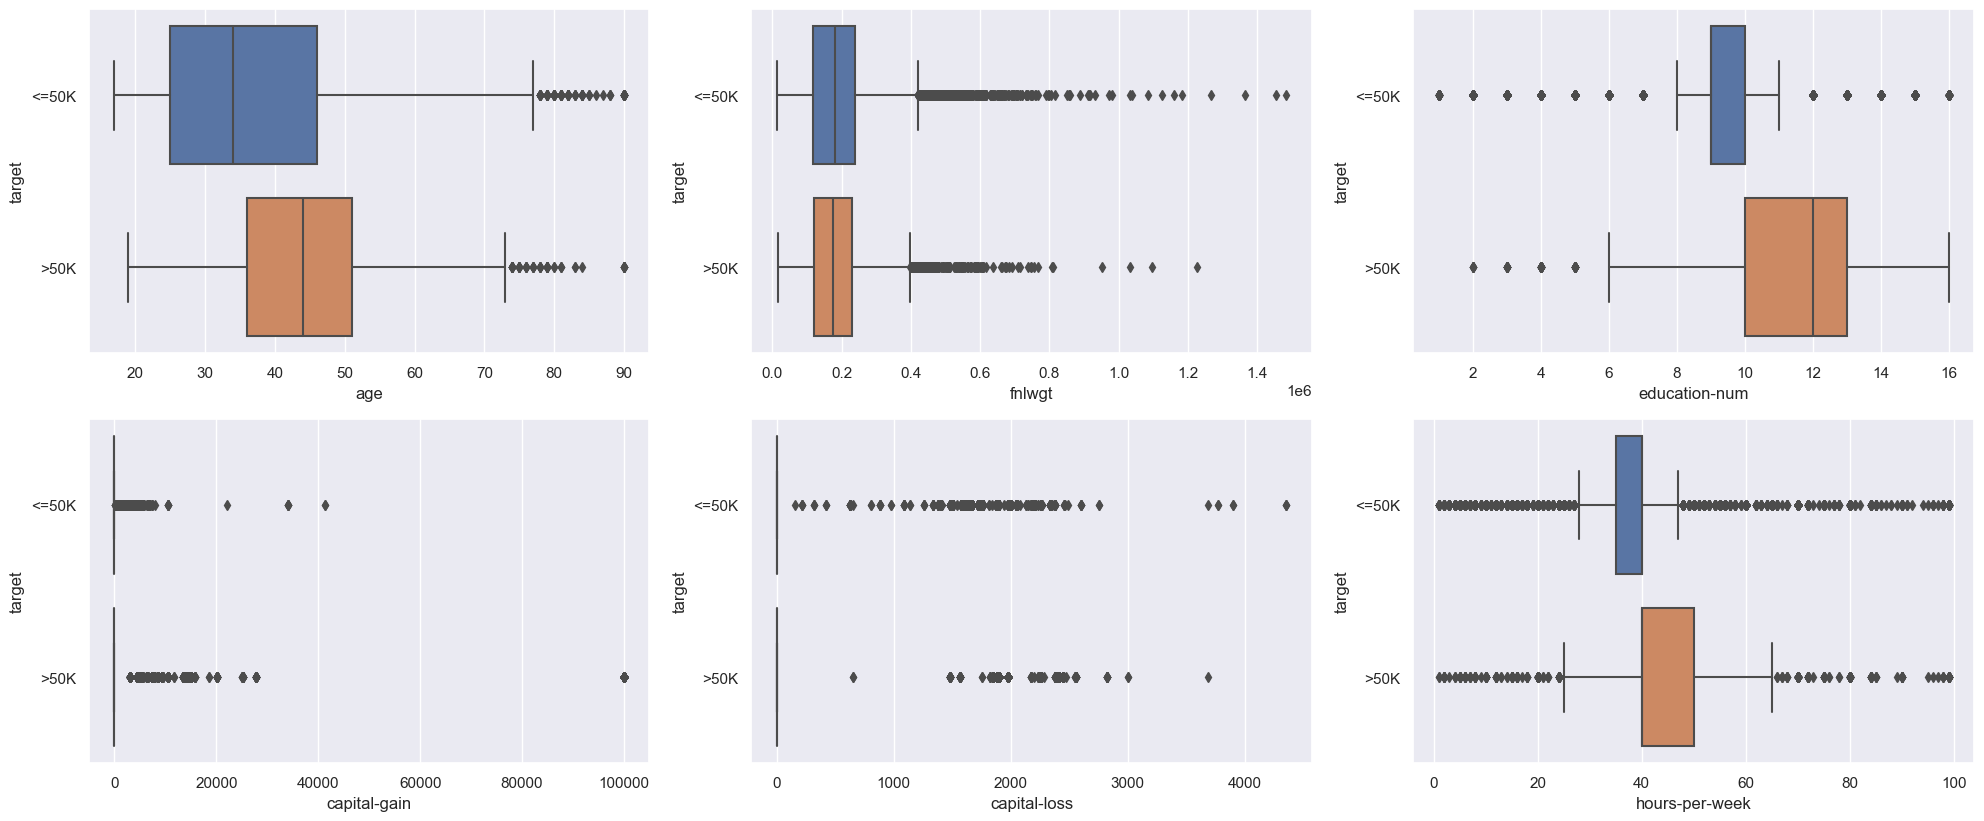 target
<=50K
>50K
20 30 40 50 60 70 80 90
age
target
<=50K
>50K
0.0 0.2 0.4 0.6 0.8 1.0 1.2 1.4
1e6
fnlwgt
target
<=50K
>50K
2 4 6 8 10 12 14 16
education-num
target
<=50K
>50K
0 20000 40000 60000 80000 100000
capital-gain
target
<=50K
>50K
0 1000 2000 3000 4000
capital-loss
target
<=50K
>50K
0 20 40 60 80 100
hours-per-week